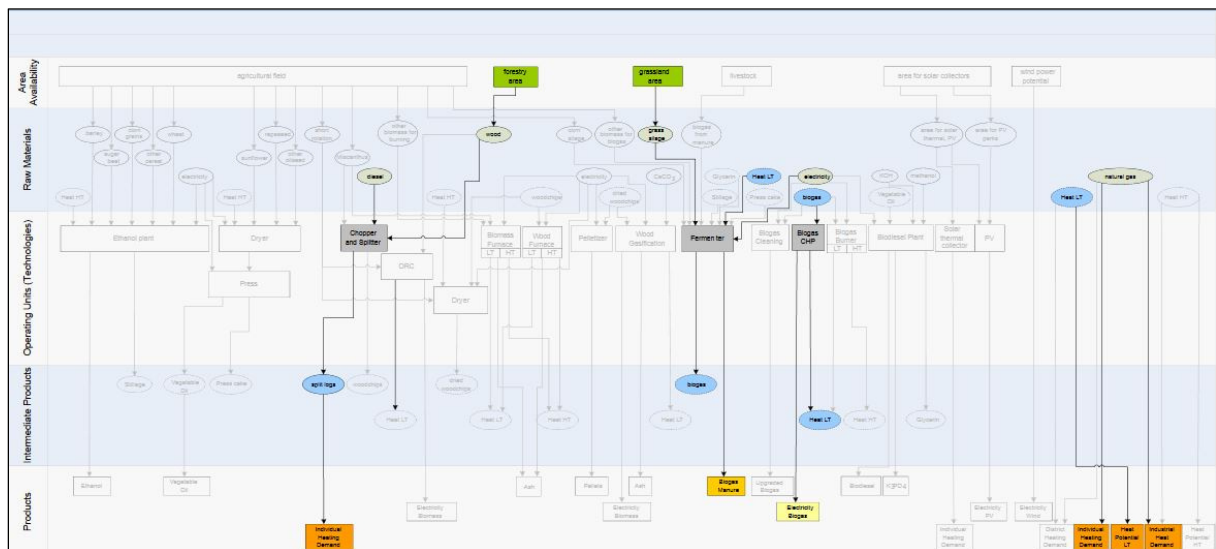 Area
Availability
agricultural field
forestry
area
grassland
area
livestock
area for solar collectors
wind power
potential
Raw Materials
barley
sugar
beet
corn
grains
other
cereal
wheat
sunflower
rapeseed
other
oilseed
short
rotation
Miscanthus
other
biomass for
burning
wood
corn
silage
other
biomass for
biogas
grass
silage
biogas
from
manure
area for solar
thermal, PV
area for PV
parks
electricity
diesel
electricity
CaCO3
Glycerin
Heat LT
electricity
KOH
methanol
natural gas
Heat HT
Heat HT
Heat HT
woodchips
dried
woodchips
Stillage
Press cake
biogas
Vegetable
Oil
Heat LT
Heat HT
Operating Units (Technologies)
Ethanol plant
Dryer
Chopper
and Splitter
Biomass
Furnace
LT
HT
Wood
Furnace
LT
HT
Pelletizer
Wood
Gasification
Fermenter
Biogas
Cleaning
Biogas
CHP
Biogas
Burner
LT
HT
Biodiesel Plant
Solar
thermal
collector
PV
ORC
Press
Dryer
Intermediate Products
Stillage
Vegetable
Oil
Press cake
split logs
woodchips
dried
woodchips
biogas
Heat LT
Heat LT
Heat HT
Heat LT
Heat LT
Heat HT
Glycerin
Products
Ethanol
Vegetable
Oil
Ash
Pellets
Ash
Biogas
Manure
Upgraded
Biogas
Biodiesel
K3PO4
Electricity
Biomass
Electricity
Biomass
Electricity
Biogas
Electricity
PV
Electricity
Wind
Individual
Heating
Demand
Individual
Heating
Demand
District
Heating
Demand
Individual
Heating
Demand
Heat
Potential
LT
Industrial
Heat
Demand
Heat
Potential
HT